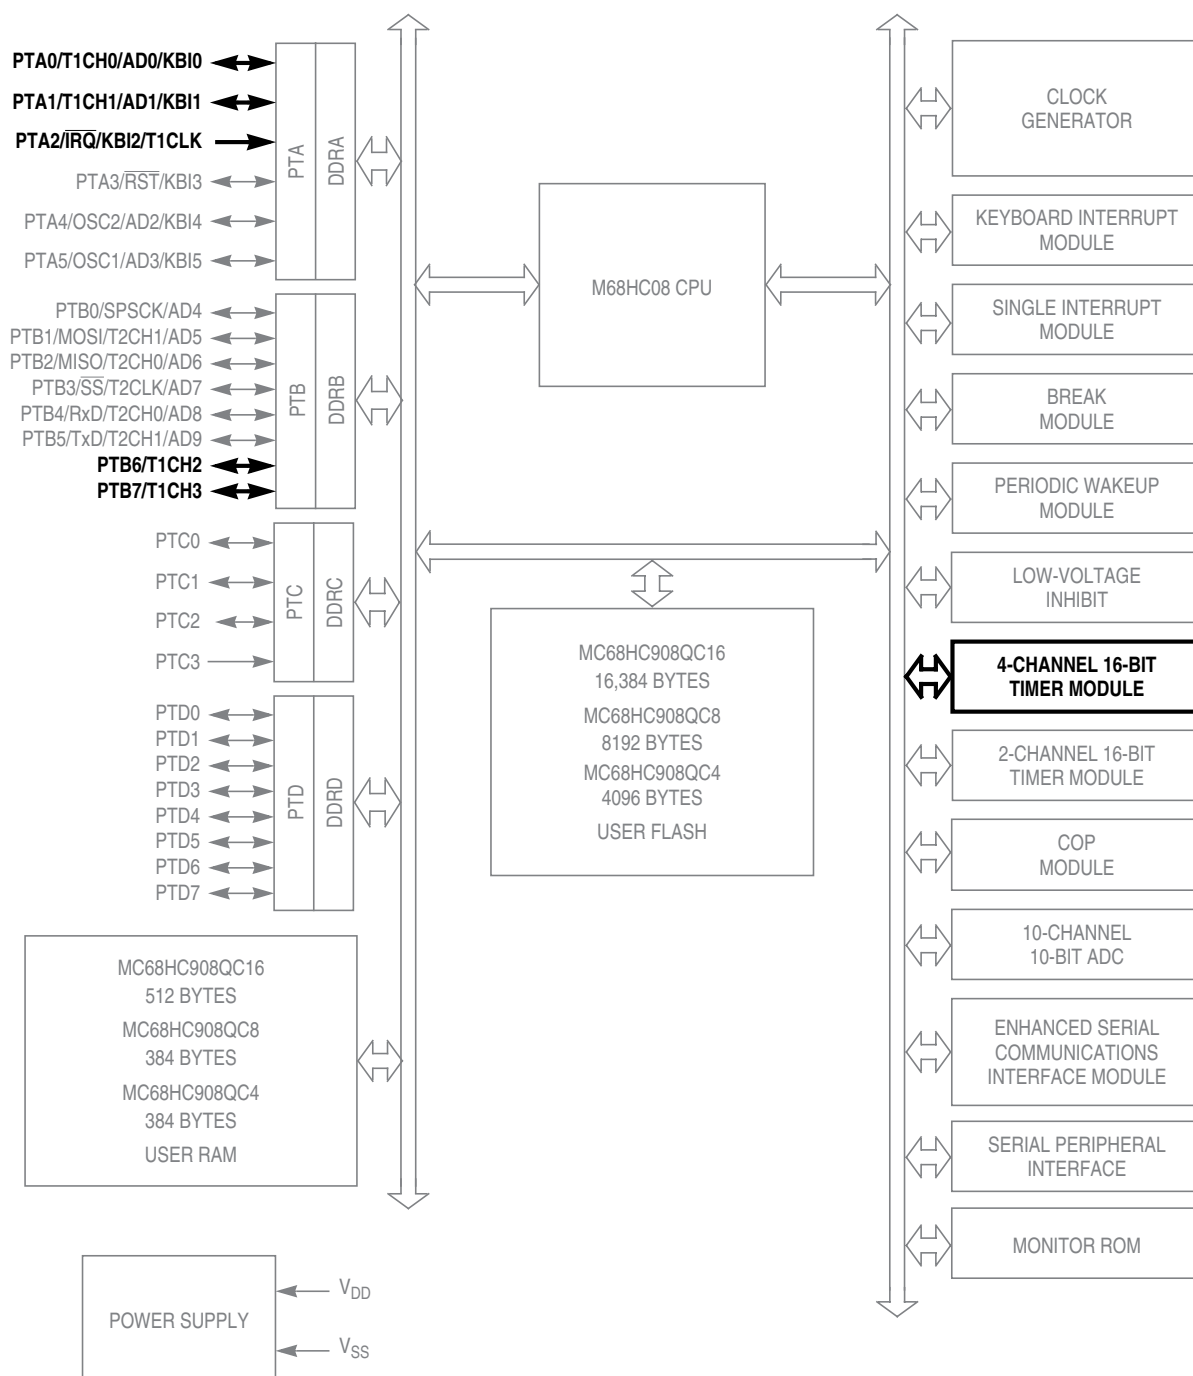 PTA0/T1CH0/AD0/KBI0
PTA1/T1CH1/AD1/KBI1
PTA2/I̅R̅Q̅/KBI2/T1CLK
PTA3/R̅S̅T̅/KBI3
PTA4/OSC2/AD2/KBI4
PTA5/OSC1/AD3/KBI5
PTA
DDRA
PTB0/SPSCK/AD4
PTB1/MOSI/T2CH1/AD5
PTB2/MISO/T2CH0/AD6
PTB3/S̅S̅/T2CLK/AD7
PTB4/RxD/T2CH0/AD8
PTB5/TxD/T2CH1/AD9
PTB6/T1CH2
PTB7/T1CH3
PTB
DDRB
PTC0
PTC1
PTC2
PTC3
PTC
DDRC
PTD0
PTD1
PTD2
PTD3
PTD4
PTD5
PTD6
PTD7
PTD
DDRD
MC68HC908QC16
512 BYTES
MC68HC908QC8
384 BYTES
MC68HC908QC4
384 BYTES
USER RAM
POWER SUPPLY
VDD
VSS
M68HC08 CPU
MC68HC908QC16
16,384 BYTES
MC68HC908QC8
8192 BYTES
MC68HC908QC4
4096 BYTES
USER FLASH
CLOCK
GENERATOR
KEYBOARD INTERRUPT
MODULE
SINGLE INTERRUPT
MODULE
BREAK
MODULE
PERIODIC WAKEUP
MODULE
LOW-VOLTAGE
INHIBIT
4-CHANNEL 16-BIT
TIMER MODULE
2-CHANNEL 16-BIT
TIMER MODULE
COP
MODULE
10-CHANNEL
10-BIT ADC
ENHANCED SERIAL
COMMUNICATIONS
INTERFACE MODULE
SERIAL PERIPHERAL
INTERFACE
MONITOR ROM